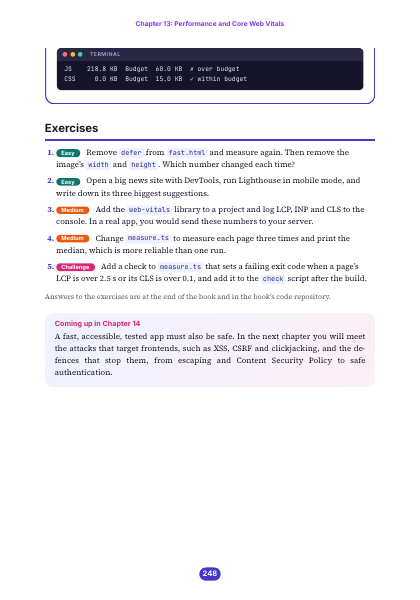 Chapter 13: Performance and Core Web Vitals
TERMINAL
JS 218.8 KB Budget 60.0 KB ✗ over budget
CSS 0.0 KB Budget 15.0 KB ✓ within budget
Exercises
1. Easy Remove defer from fast.html and measure again. Then remove the
image's width and height. Which number changed each time?
2. Easy Open a big news site with DevTools, run Lighthouse in mobile mode, and
write down its three biggest suggestions.
3. Medium Add the web-vitals library to a project and log LCP, INP and CLS to the
console. In a real app, you would send these numbers to your server.
4. Medium Change measure.ts to measure each page three times and print the
median, which is more reliable than one run.
5. Challenge Add a check to measure.ts that sets a failing exit code when a page's
LCP is over 2.5 s or its CLS is over 0.1, and add it to the check script after the build.
Answers to the exercises are at the end of the book and in the book's code repository.
Coming up in Chapter 14
A fast, accessible, tested app must also be safe. In the next chapter you will meet
the attacks that target frontends, such as XSS, CSRF and clickjacking, and the de-
fences that stop them, from escaping and Content Security Policy to safe
authentication.
248